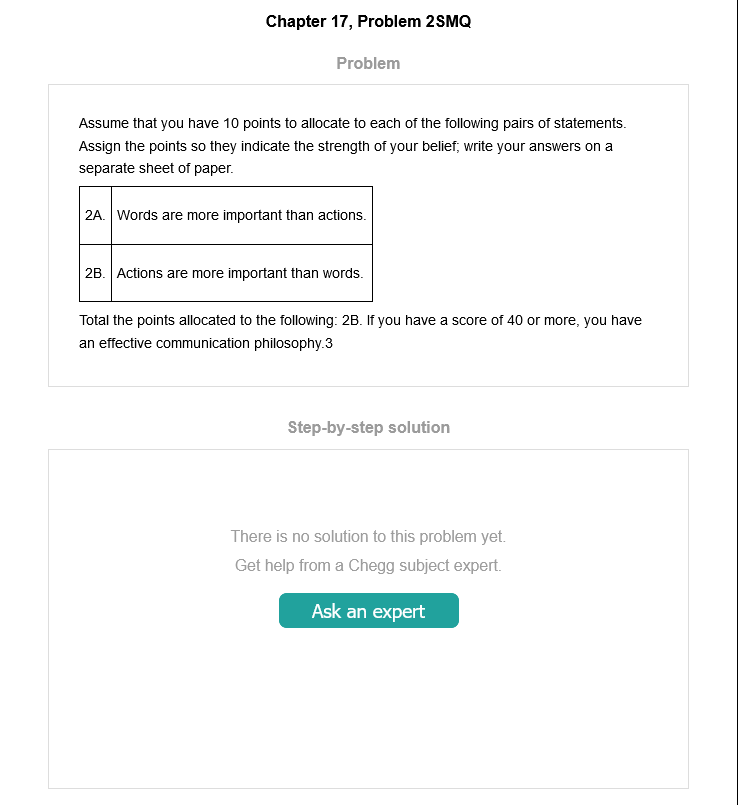 Chapter 17, Problem 2SMQ
Problem
Assume that you have 10 points to allocate to each of the following pairs of statements.
Assign the points so they indicate the strength of your belief; write your answers on a
separate sheet of paper.
2A. Words are more important than actions.
2B. Actions are more important than words.
Total the points allocated to the following: 2B. If you have a score of 40 or more, you have
an effective communication philosophy.3
Step-by-step solution
There is no solution to this problem yet.
Get help from a Chegg subject expert.
Ask an expert